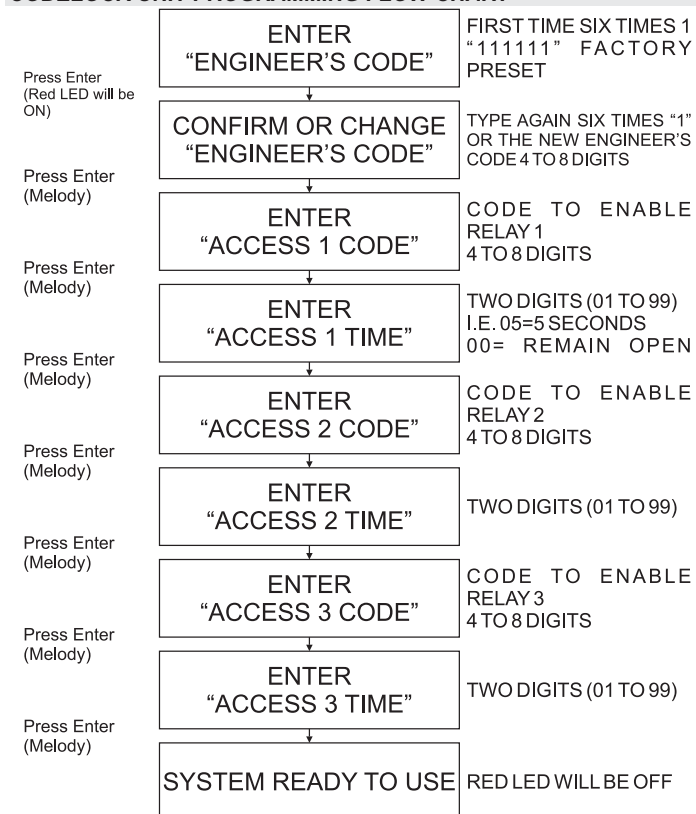 ENTER
“ENGINEER’S CODE”
FIRST TIME SIX TIMES 1
“111111” FACTORY
PRESET
Press Enter
(Red LED will be
ON)
CONFIRM OR CHANGE
“ENGINEER’S CODE”
TYPE AGAIN SIX TIMES “1”
OR THE NEW ENGINEER’S
CODE 4 TO 8 DIGITS
Press Enter
(Melody)
ENTER
“ACCESS 1 CODE”
CODE TO ENABLE
RELAY 1
4 TO 8 DIGITS
Press Enter
(Melody)
ENTER
“ACCESS 1 TIME”
TWO DIGITS (01 TO 99)
I.E. 05=5 SECONDS
00= REMAIN OPEN
Press Enter
(Melody)
ENTER
“ACCESS 2 CODE”
CODE TO ENABLE
RELAY 2
4 TO 8 DIGITS
Press Enter
(Melody)
ENTER
“ACCESS 2 TIME”
TWO DIGITS (01 TO 99)
Press Enter
(Melody)
ENTER
“ACCESS 3 CODE”
CODE TO ENABLE
RELAY 3
4 TO 8 DIGITS
Press Enter
(Melody)
ENTER
“ACCESS 3 TIME”
TWO DIGITS (01 TO 99)
Press Enter
(Melody)
SYSTEM READY TO USE
RED LED WILL BE OFF